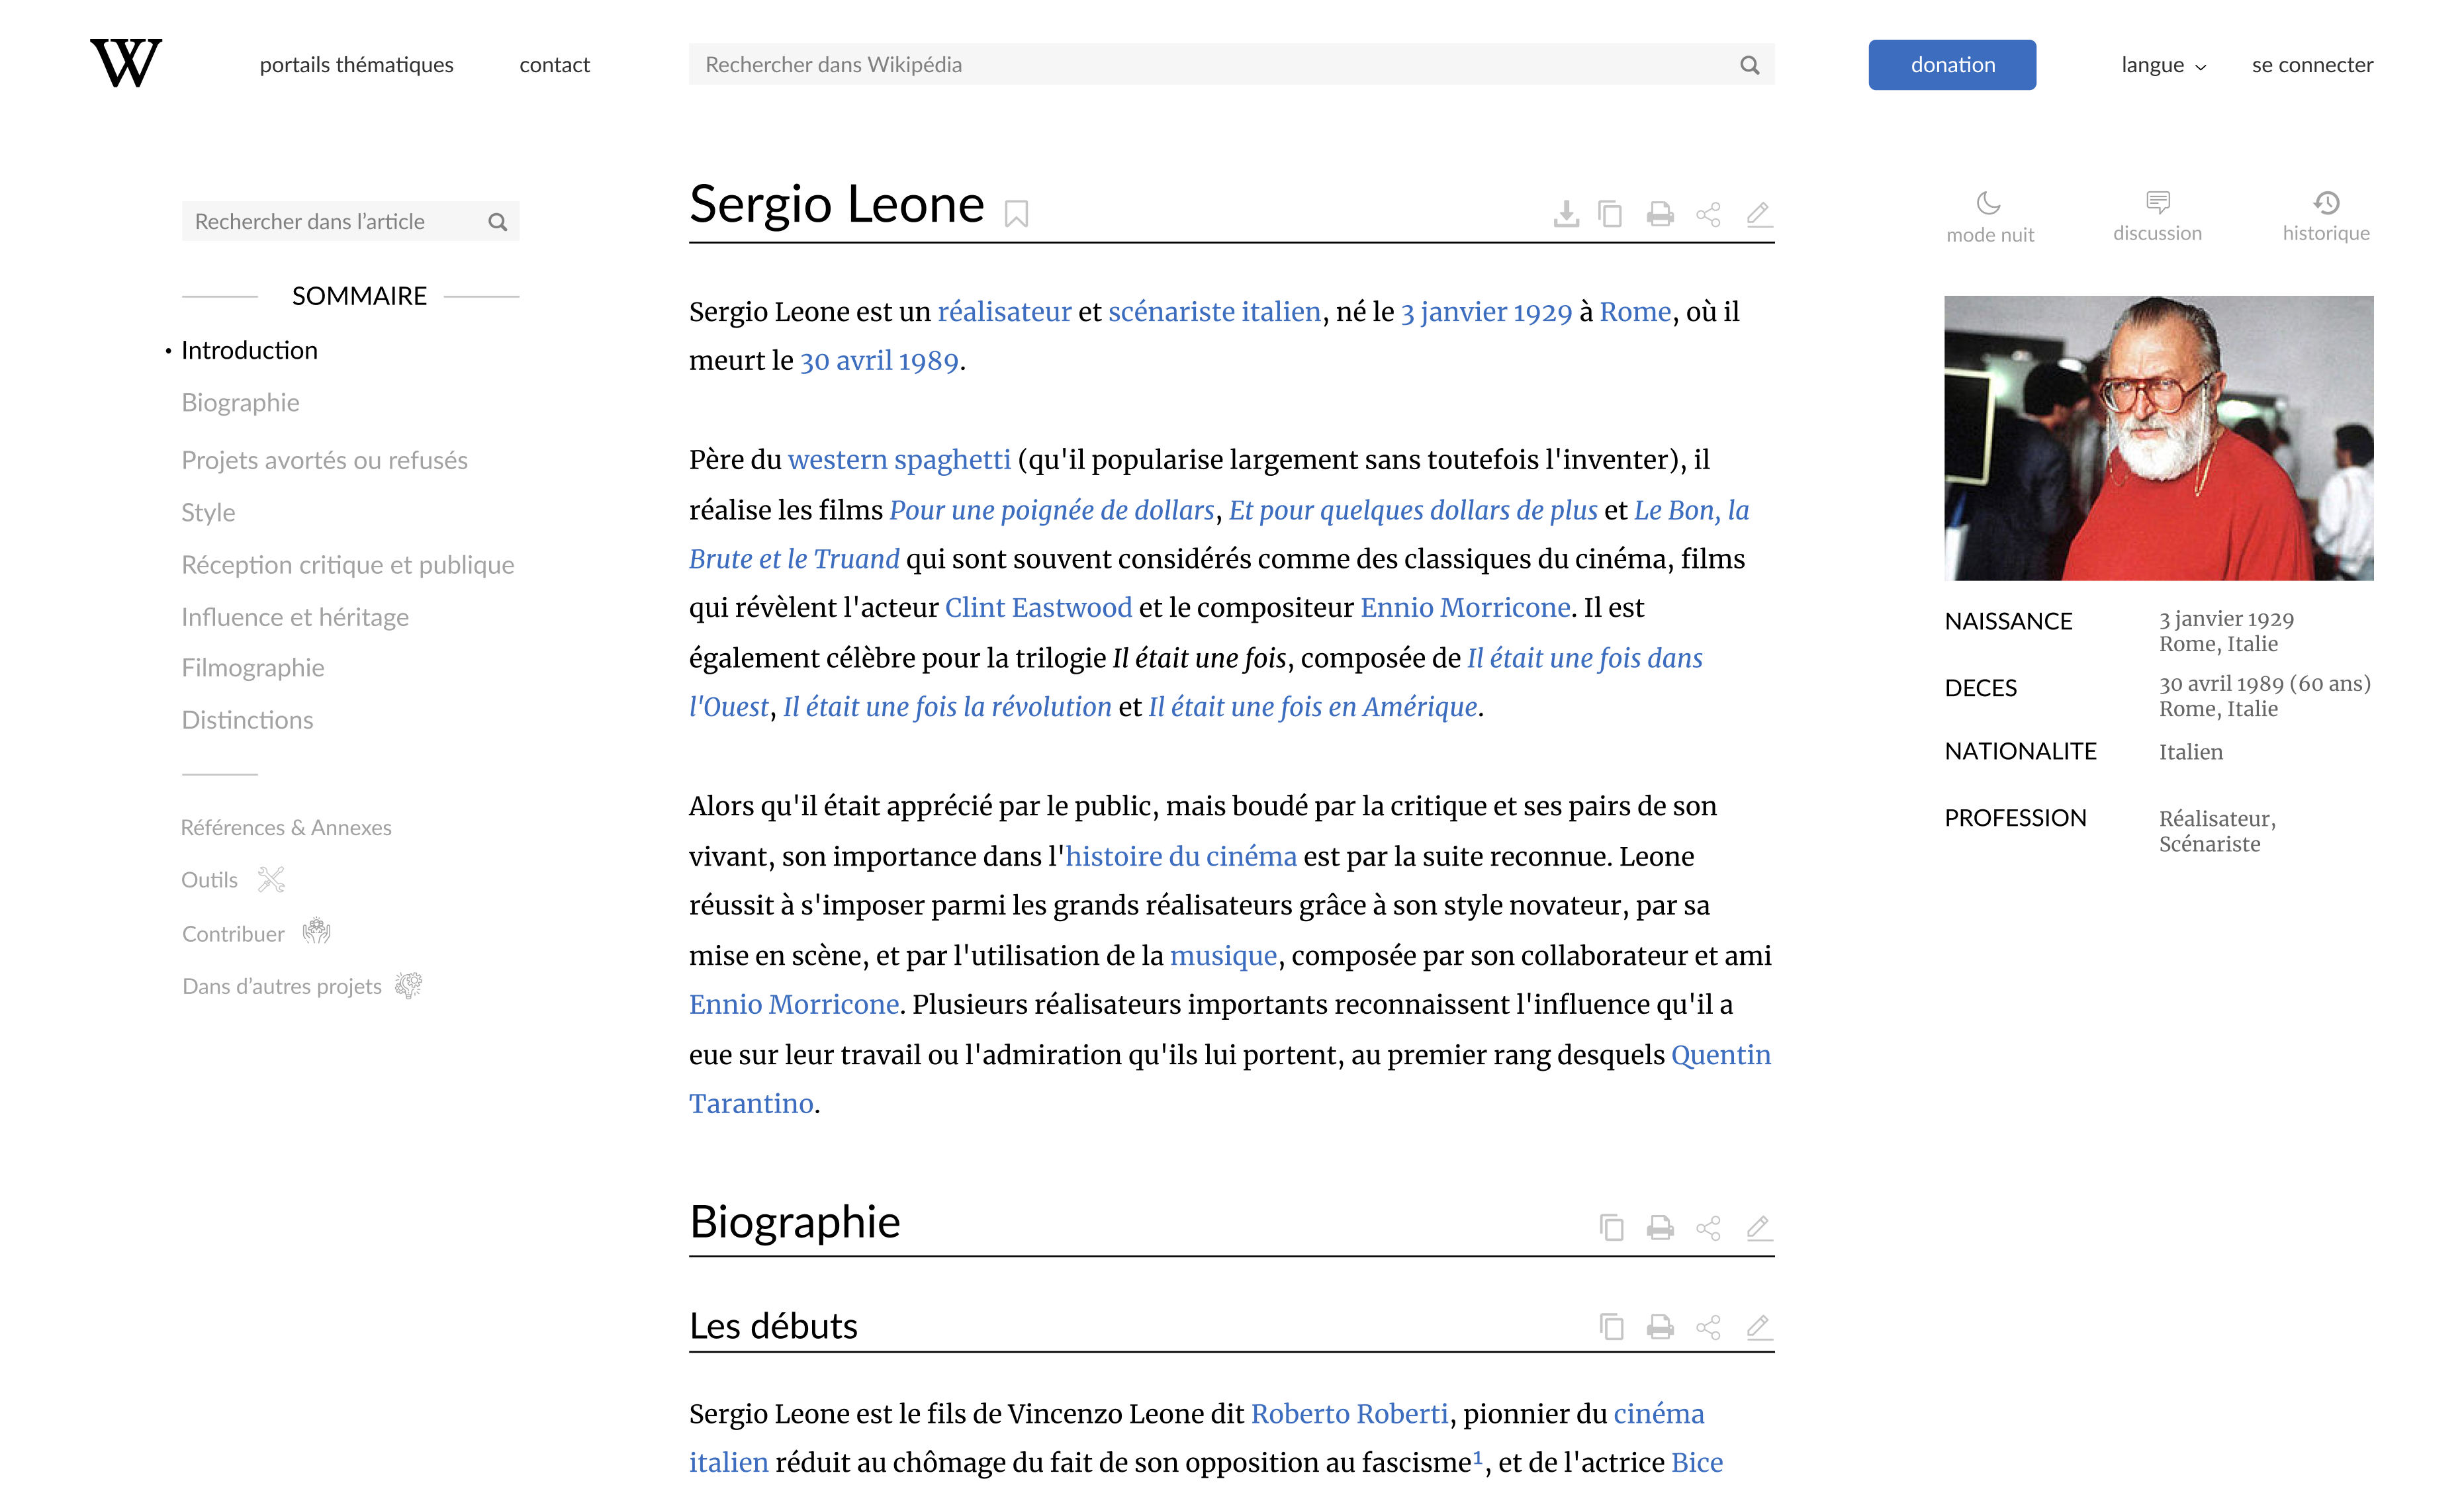 W
portails thématiques
contact
Rechercher dans Wikipédia
donation
langue
se connecter
Rechercher dans l’article
SOMMAIRE
• Introduction
Biographie
Projets avortés ou refusés
Style
Réception critique et publique
Influence et héritage
Filmographie
Distinctions
Références & Annexes
Outils
Contribuer
Dans d’autres projets
Sergio Leone
Sergio Leone est un réalisateur et scénariste italien, né le 3 janvier 1929 à Rome, où il
meurt le 30 avril 1989.
Père du western spaghetti (qu'il popularise largement sans toutefois l'inventer), il
réalise les films Pour une poignée de dollars, Et pour quelques dollars de plus et Le Bon, la
Brute et le Truand qui sont souvent considérés comme des classiques du cinéma, films
qui révèlent l'acteur Clint Eastwood et le compositeur Ennio Morricone. Il est
également célèbre pour la trilogie Il était une fois, composée de Il était une fois dans
l'Ouest, Il était une fois la révolution et Il était une fois en Amérique.
Alors qu'il était apprécié par le public, mais boudé par la critique et ses pairs de son
vivant, son importance dans l'histoire du cinéma est par la suite reconnue. Leone
réussit à s'imposer parmi les grands réalisateurs grâce à son style novateur, par sa
mise en scène, et par l'utilisation de la musique, composée par son collaborateur et ami
Ennio Morricone. Plusieurs réalisateurs importants reconnaissent l'influence qu'il a
eue sur leur travail ou l'admiration qu'ils lui portent, au premier rang desquels Quentin
Tarantino.
Biographie
Les débuts
Sergio Leone est le fils de Vincenzo Leone dit Roberto Roberti, pionnier du cinéma
italien réduit au chômage du fait de son opposition au fascisme¹, et de l'actrice Bice
mode nuit
discussion
historique
NAISSANCE
3 janvier 1929
Rome, Italie
DECES
30 avril 1989 (60 ans)
Rome, Italie
NATIONALITE
Italien
PROFESSION
Réalisateur,
Scénariste